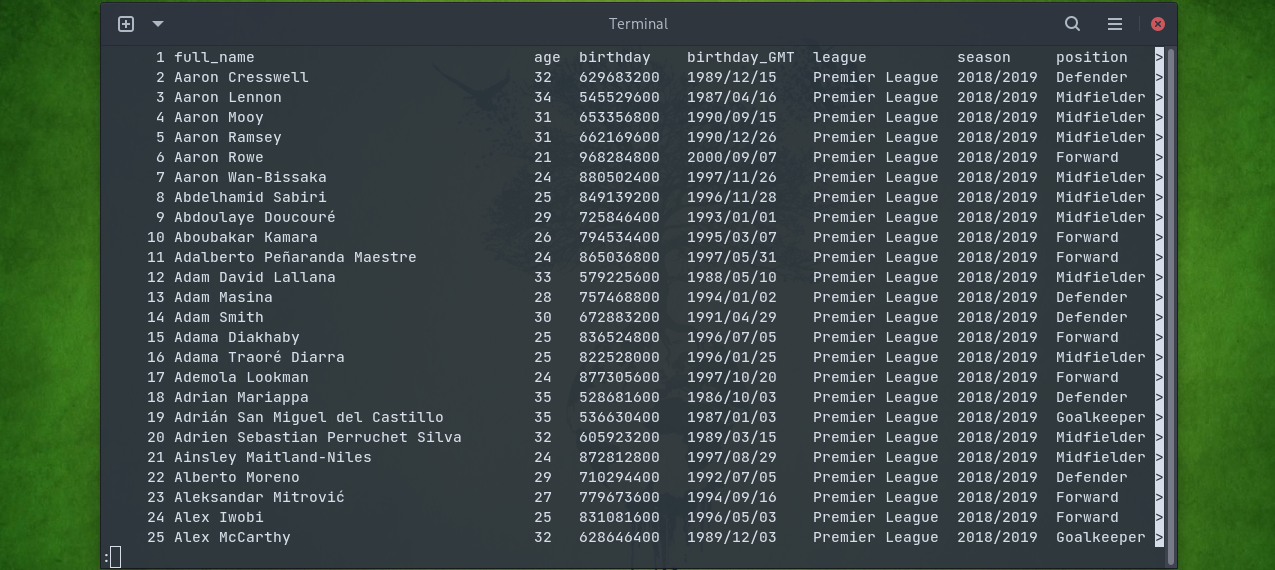 Terminal
1 full_name age birthday birthday_GMT league season position >
2 Aaron Cresswell 32 629683200 1989/12/15 Premier League 2018/2019 Defender >
3 Aaron Lennon 34 545529600 1987/04/16 Premier League 2018/2019 Midfielder >
4 Aaron Mooy 31 653356800 1990/09/15 Premier League 2018/2019 Midfielder >
5 Aaron Ramsey 31 662169600 1990/12/26 Premier League 2018/2019 Midfielder >
6 Aaron Rowe 21 968284800 2000/09/07 Premier League 2018/2019 Forward >
7 Aaron Wan-Bissaka 24 880502400 1997/11/26 Premier League 2018/2019 Midfielder >
8 Abdelhamid Sabiri 25 849139200 1996/11/28 Premier League 2018/2019 Midfielder >
9 Abdoulaye Doucouré 29 725846400 1993/01/01 Premier League 2018/2019 Midfielder >
10 Aboubakar Kamara 26 794534400 1995/03/07 Premier League 2018/2019 Forward >
11 Adalberto Peñaranda Maestre 24 865036800 1997/05/31 Premier League 2018/2019 Forward >
12 Adam David Lallana 33 579225600 1988/05/10 Premier League 2018/2019 Midfielder >
13 Adam Masina 28 757468800 1994/01/02 Premier League 2018/2019 Defender >
14 Adam Smith 30 672883200 1991/04/29 Premier League 2018/2019 Defender >
15 Adama Diakhaby 25 836524800 1996/07/05 Premier League 2018/2019 Forward >
16 Adama Traoré Diarra 25 822528000 1996/01/25 Premier League 2018/2019 Midfielder >
17 Ademola Lookman 24 877305600 1997/10/20 Premier League 2018/2019 Forward >
18 Adrian Mariappa 35 528681600 1986/10/03 Premier League 2018/2019 Defender >
19 Adrián San Miguel del Castillo 35 536630400 1987/01/03 Premier League 2018/2019 Goalkeeper >
20 Adrien Sebastian Perruchet Silva 32 605923200 1989/03/15 Premier League 2018/2019 Midfielder >
21 Ainsley Maitland-Niles 24 872812800 1997/08/29 Premier League 2018/2019 Midfielder >
22 Alberto Moreno 29 710294400 1992/07/05 Premier League 2018/2019 Defender >
23 Aleksandar Mitrović 27 779673600 1994/09/16 Premier League 2018/2019 Forward >
24 Alex Iwobi 25 831081600 1996/05/03 Premier League 2018/2019 Forward >
25 Alex McCarthy 32 628646400 1989/12/03 Premier League 2018/2019 Goalkeeper >
: